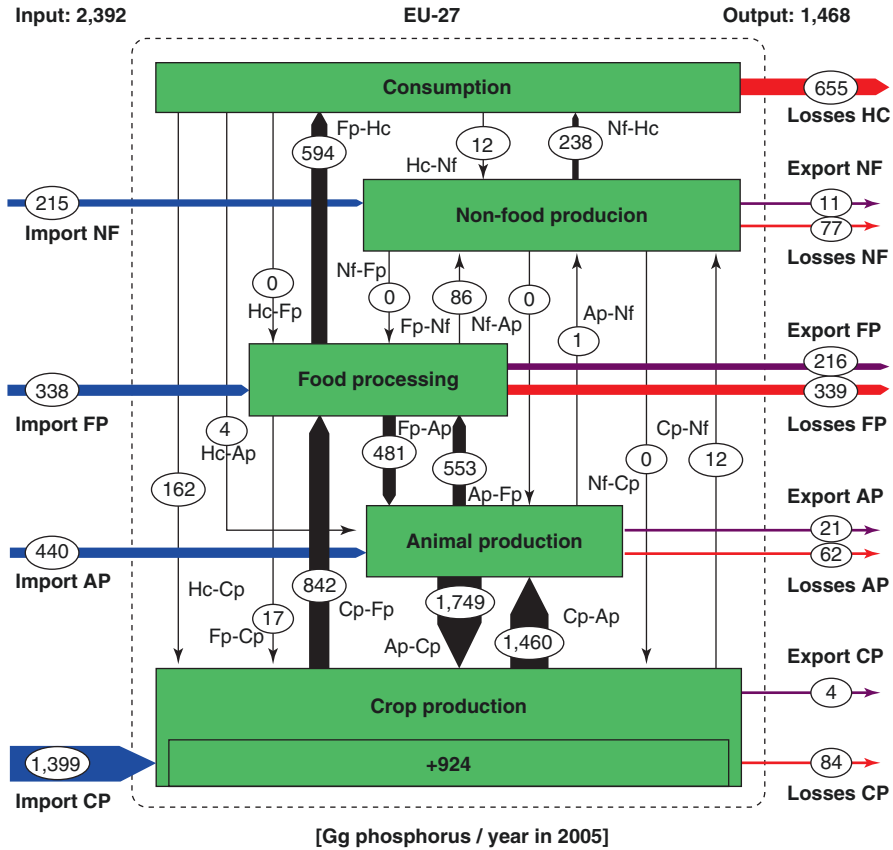 Input: 2,392 EU-27 Output: 1,468
Consumption
655
Losses HC
Fp-Hc
594
12
Hc-Nf
Nf-Hc
238
Export NF
215
Import NF
Non-food producion
11
77
Losses NF
0
Hc-Fp
Nf-Fp
0
Fp-Nf
86
Nf-Ap
0
Ap-Nf
1
Export FP
338
Import FP
Food processing
216
339
Losses FP
4
Hc-Ap
Fp-Ap
481
553
Ap-Fp
Cp-Nf
0
12
Nf-Cp
162
Export AP
440
Import AP
Animal production
21
62
Losses AP
Hc-Cp
17
Fp-Cp
842
Cp-Fp
1,749
Ap-Cp
Cp-Ap
1,460
Export CP
Crop production
4
1,399
Import CP
+924
84
Losses CP
[Gg phosphorus / year in 2005]